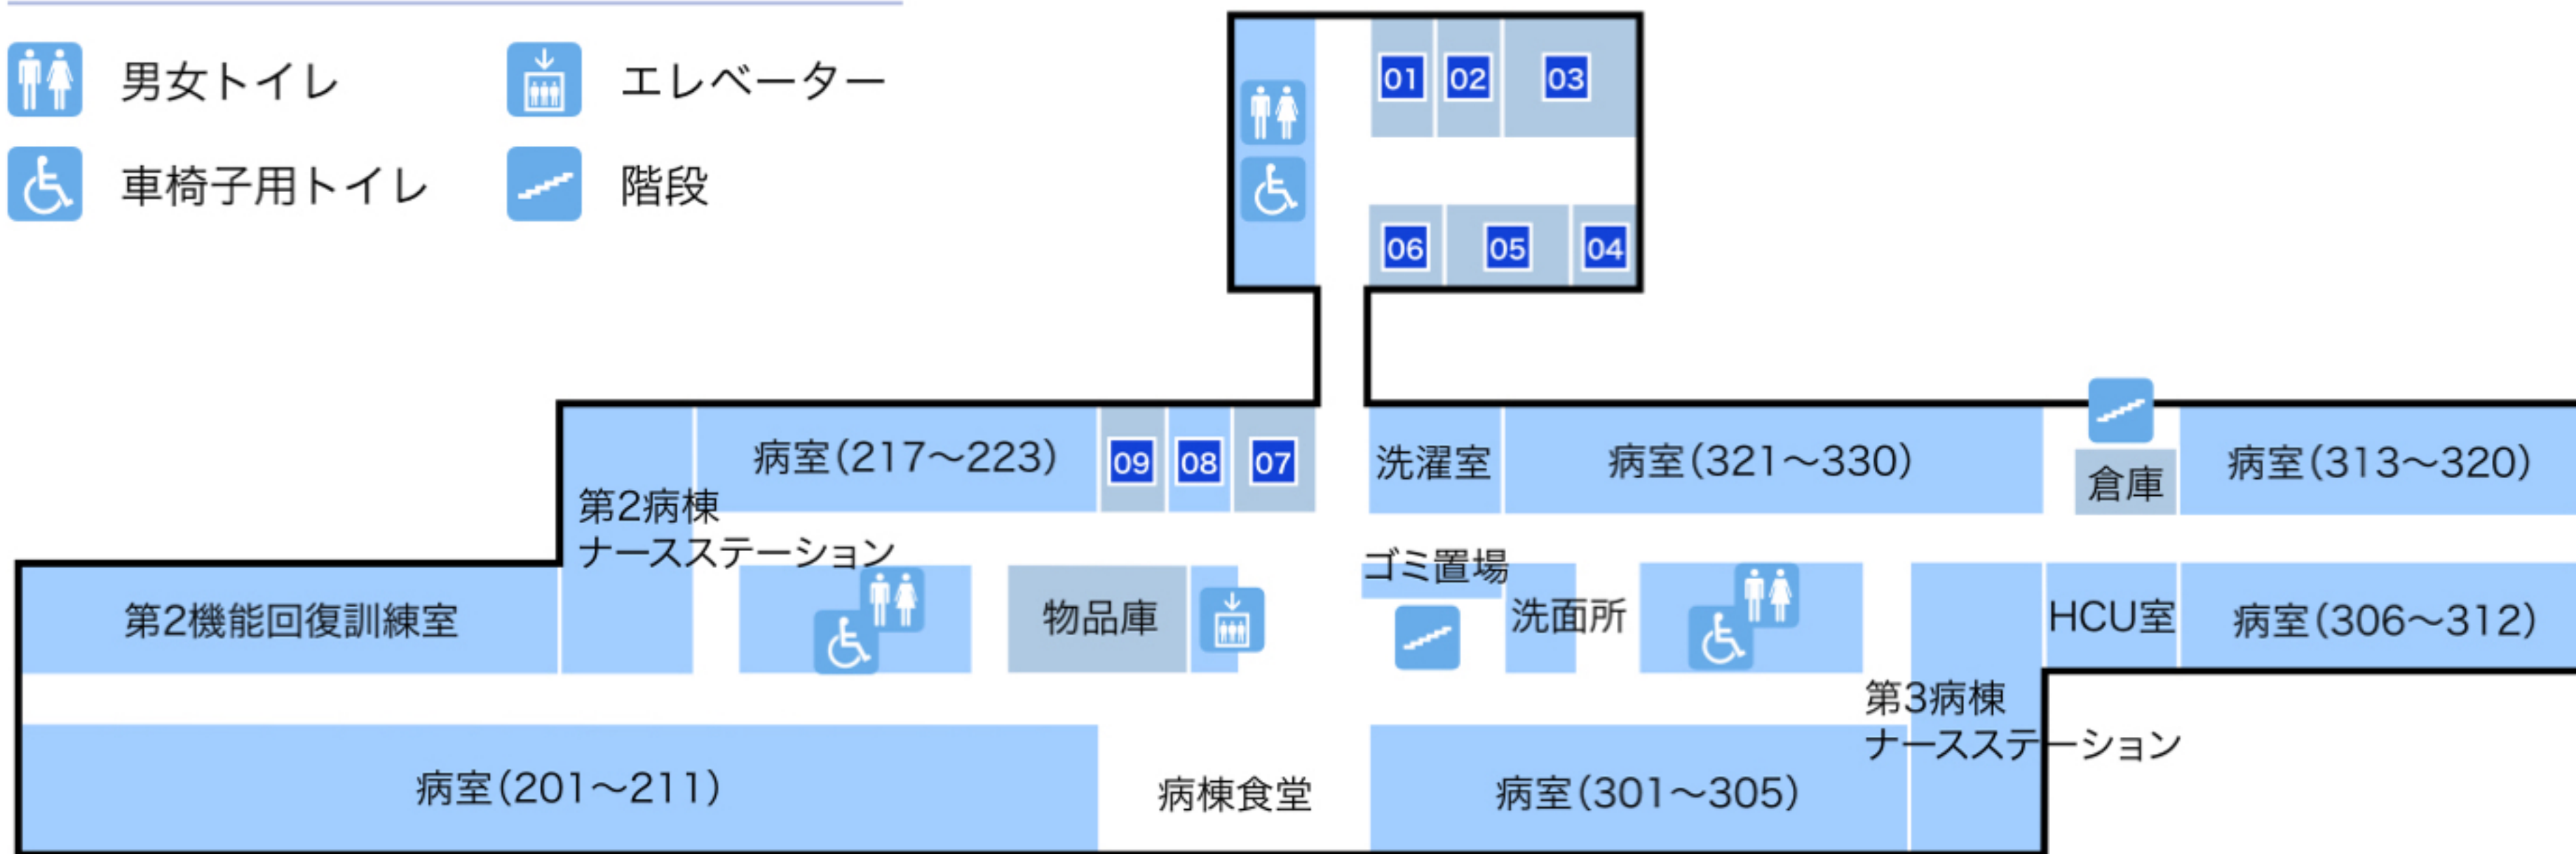 男女トイレ
エレベーター
車椅子用トイレ
階段
01
02
03
06
05
04
病室(217〜223)
09
08
07
洗濯室
病室(321〜330)
倉庫
病室(313〜320)
第2病棟
ナースステーション
第2機能回復訓練室
物品庫
ゴミ置場
洗面所
HCU室
病室(306〜312)
第3病棟
ナースステーション
病室(201〜211)
病棟食堂
病室(301〜305)